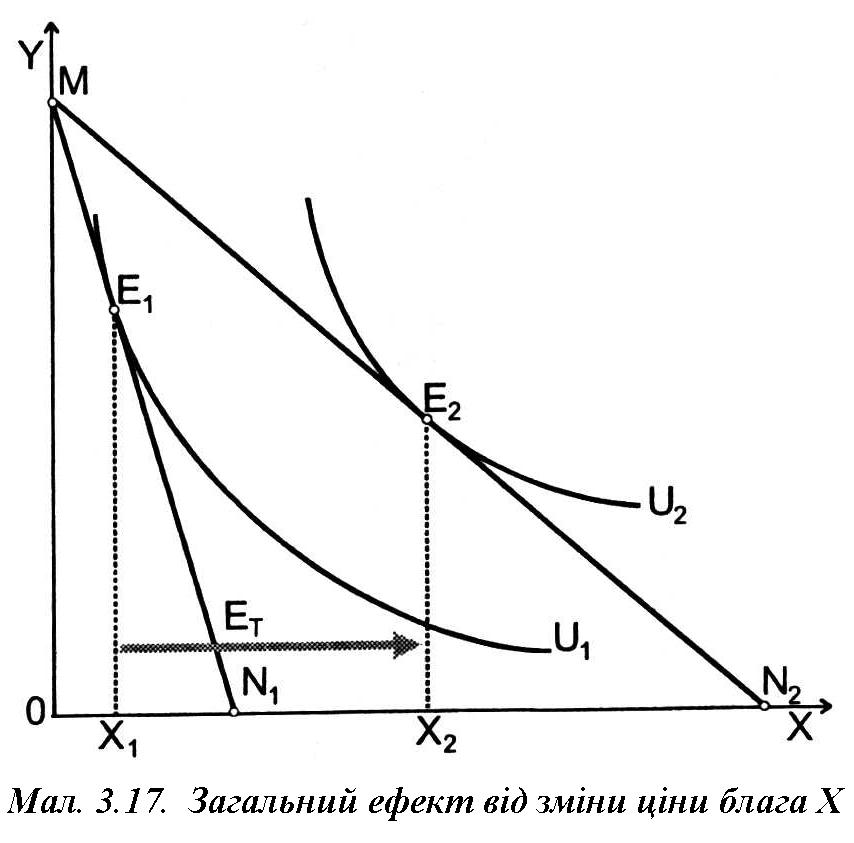 Y
M
E₁
E₂
U₂
Eₜ
U₁
N₁
N₂
0
X₁
X₂
X
Мал. 3.17. Загальний ефект від зміни ціни блага X